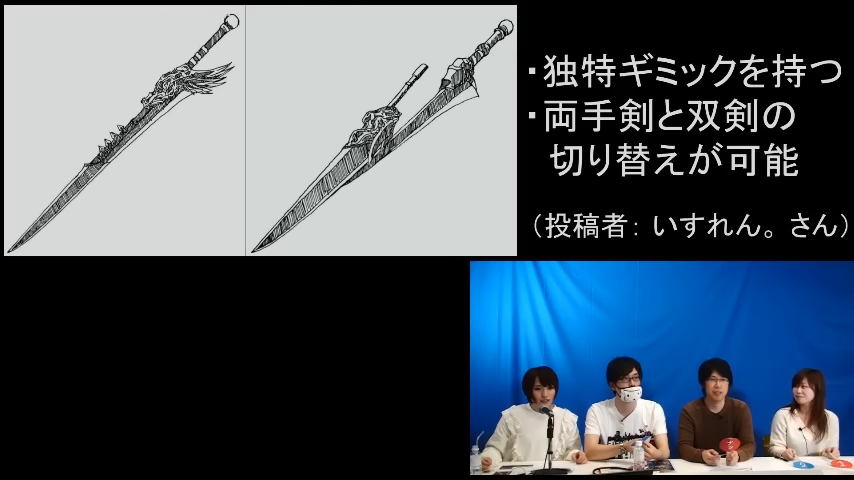 ・独特ギミックを持つ
・両手剣と双剣の
切り替えが可能
（投稿者： いすれん。 さん）